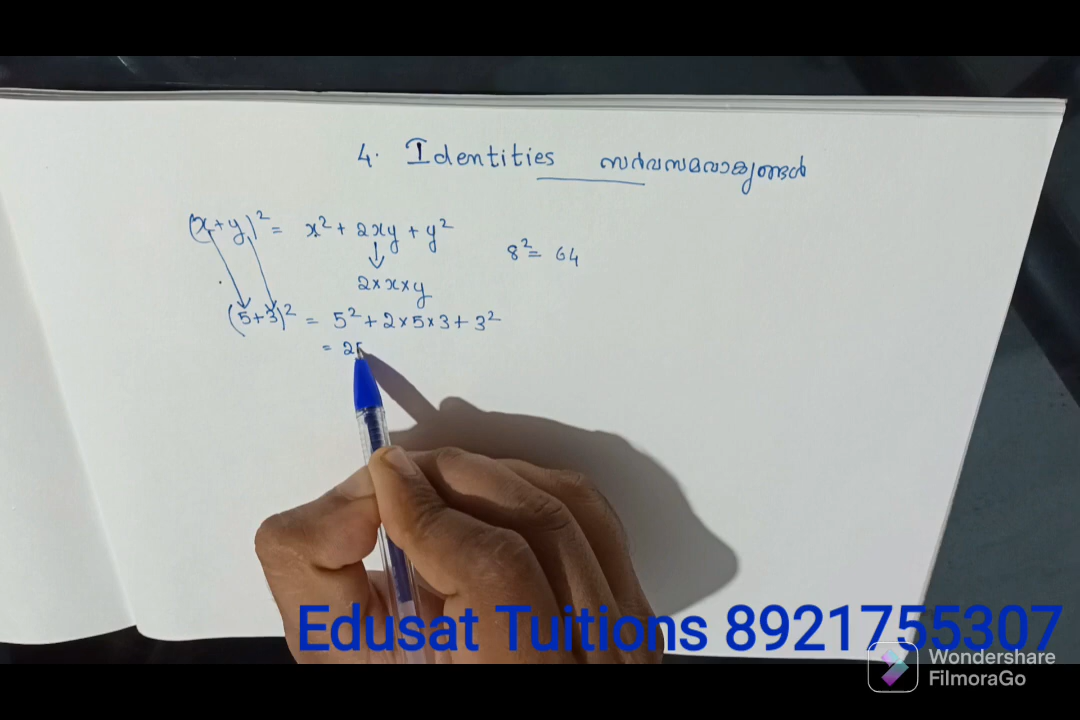 4. Identities സർവസമവാക്യങ്ങൾ
(x+y)² = x² + 2xy + y²
8² = 64
2×x×y
(5+3)² = 5² + 2×5×3 + 3²
= 25
Edusat Tuitions 8921755307
Wondershare
FilmoraGo